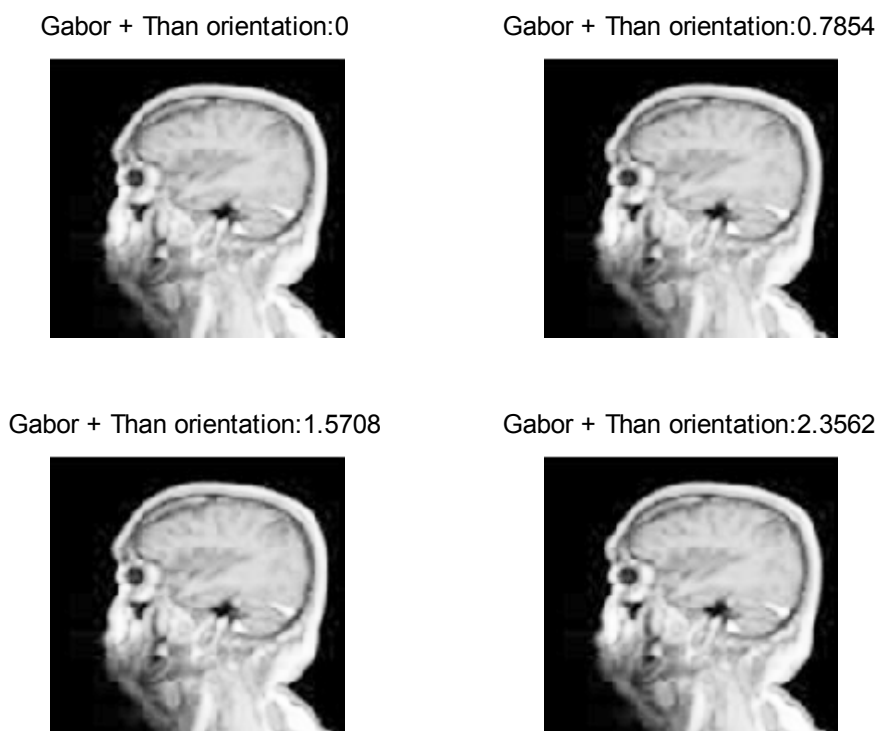 Gabor + Than orientation:0
Gabor + Than orientation:0.7854
Gabor + Than orientation:1.5708
Gabor + Than orientation:2.3562